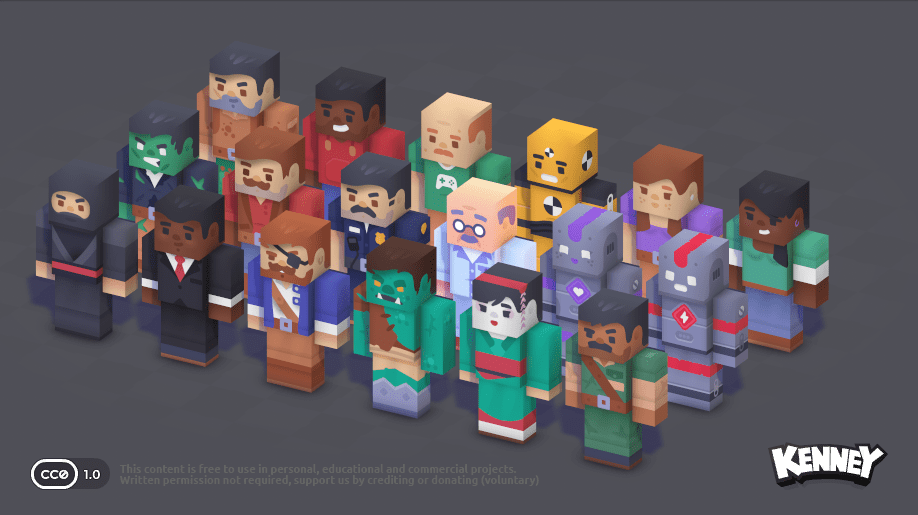 CC0 1.0
This content is free to use in personal, educational and commercial projects.
Written permission not required, support us by crediting or donating (voluntary)
KENNEY